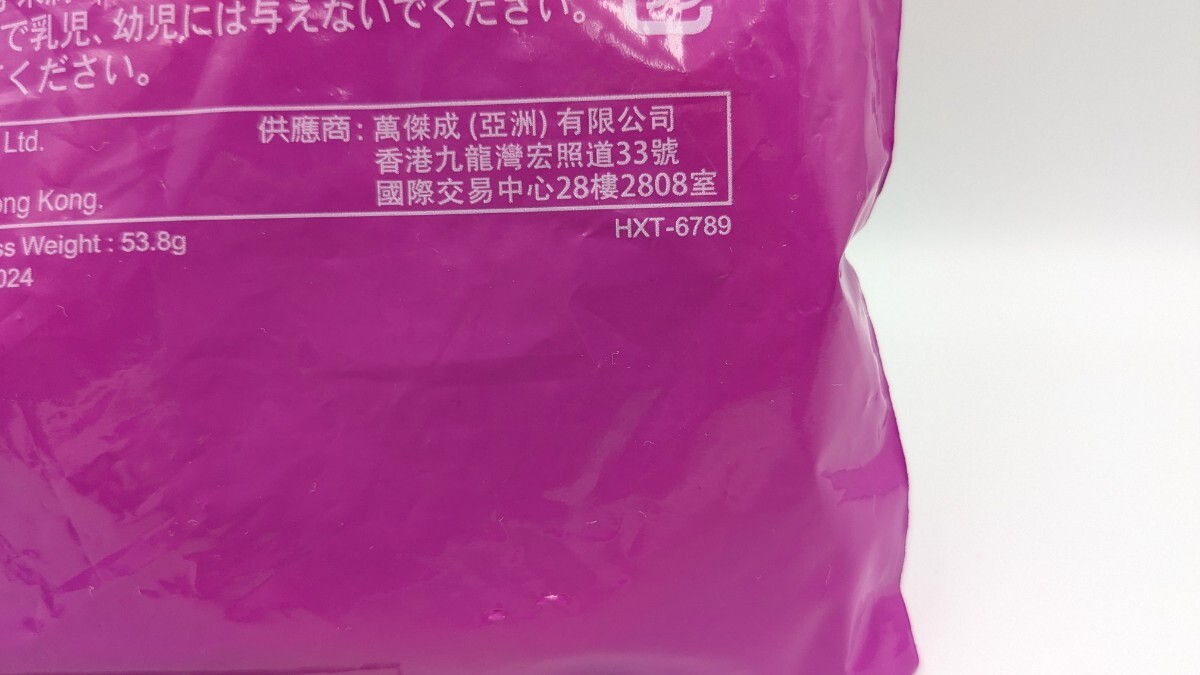 で乳児、幼児には与えないでください。
ください。
Ltd.
供應商: 萬傑成 (亞洲) 有限公司
香港九龍灣宏照道33號
ong Kong.
國際交易中心28樓2808室
HXT-6789
ss Weight : 53.8g
024